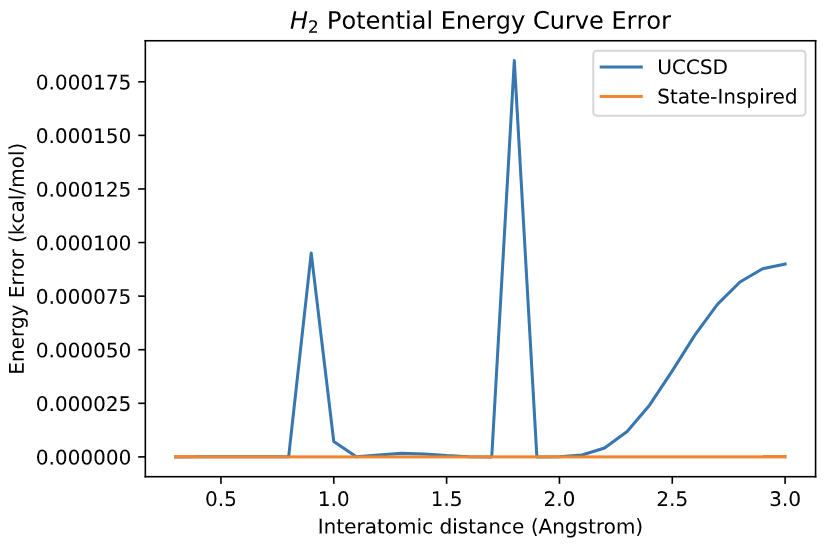 H₂ Potential Energy Curve Error
UCCSD
State-Inspired
Energy Error (kcal/mol)
0.000175
0.000150
0.000125
0.000100
0.000075
0.000050
0.000025
0.000000
0.5 1.0 1.5 2.0 2.5 3.0
Interatomic distance (Angstrom)